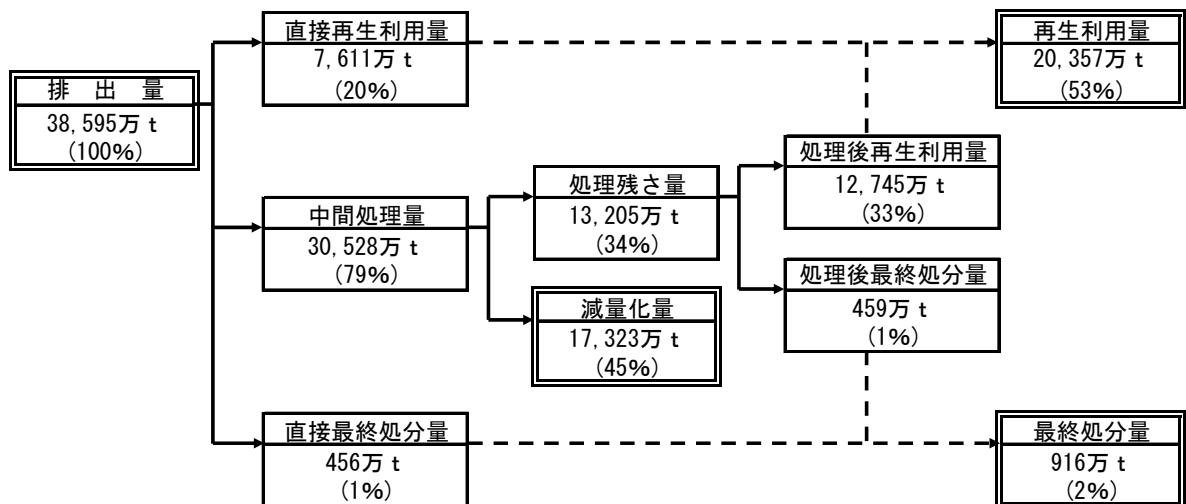 排 出 量
38,595万 t
(100%)
直接再生利用量
7,611万 t
(20%)
中間処理量
30,528万 t
(79%)
直接最終処分量
456万 t
(1%)
処理残さ量
13,205万 t
(34%)
減量化量
17,323万 t
(45%)
処理後再生利用量
12,745万 t
(33%)
処理後最終処分量
459万 t
(1%)
再生利用量
20,357万 t
(53%)
最終処分量
916万 t
(2%)